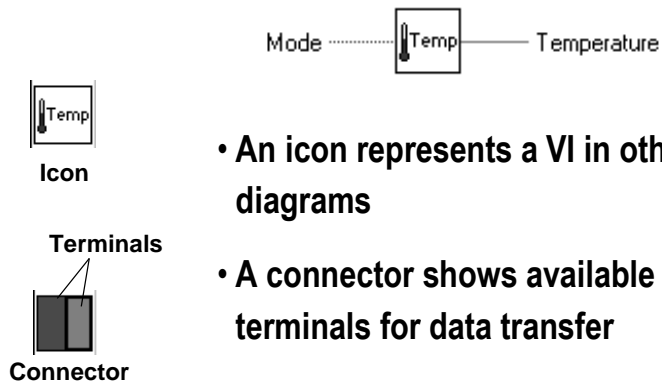 Mode Temp Temperature
Temp
Icon
• An icon represents a VI in
diagrams
Terminals
• A connector shows available
terminals for data transfer
Connector